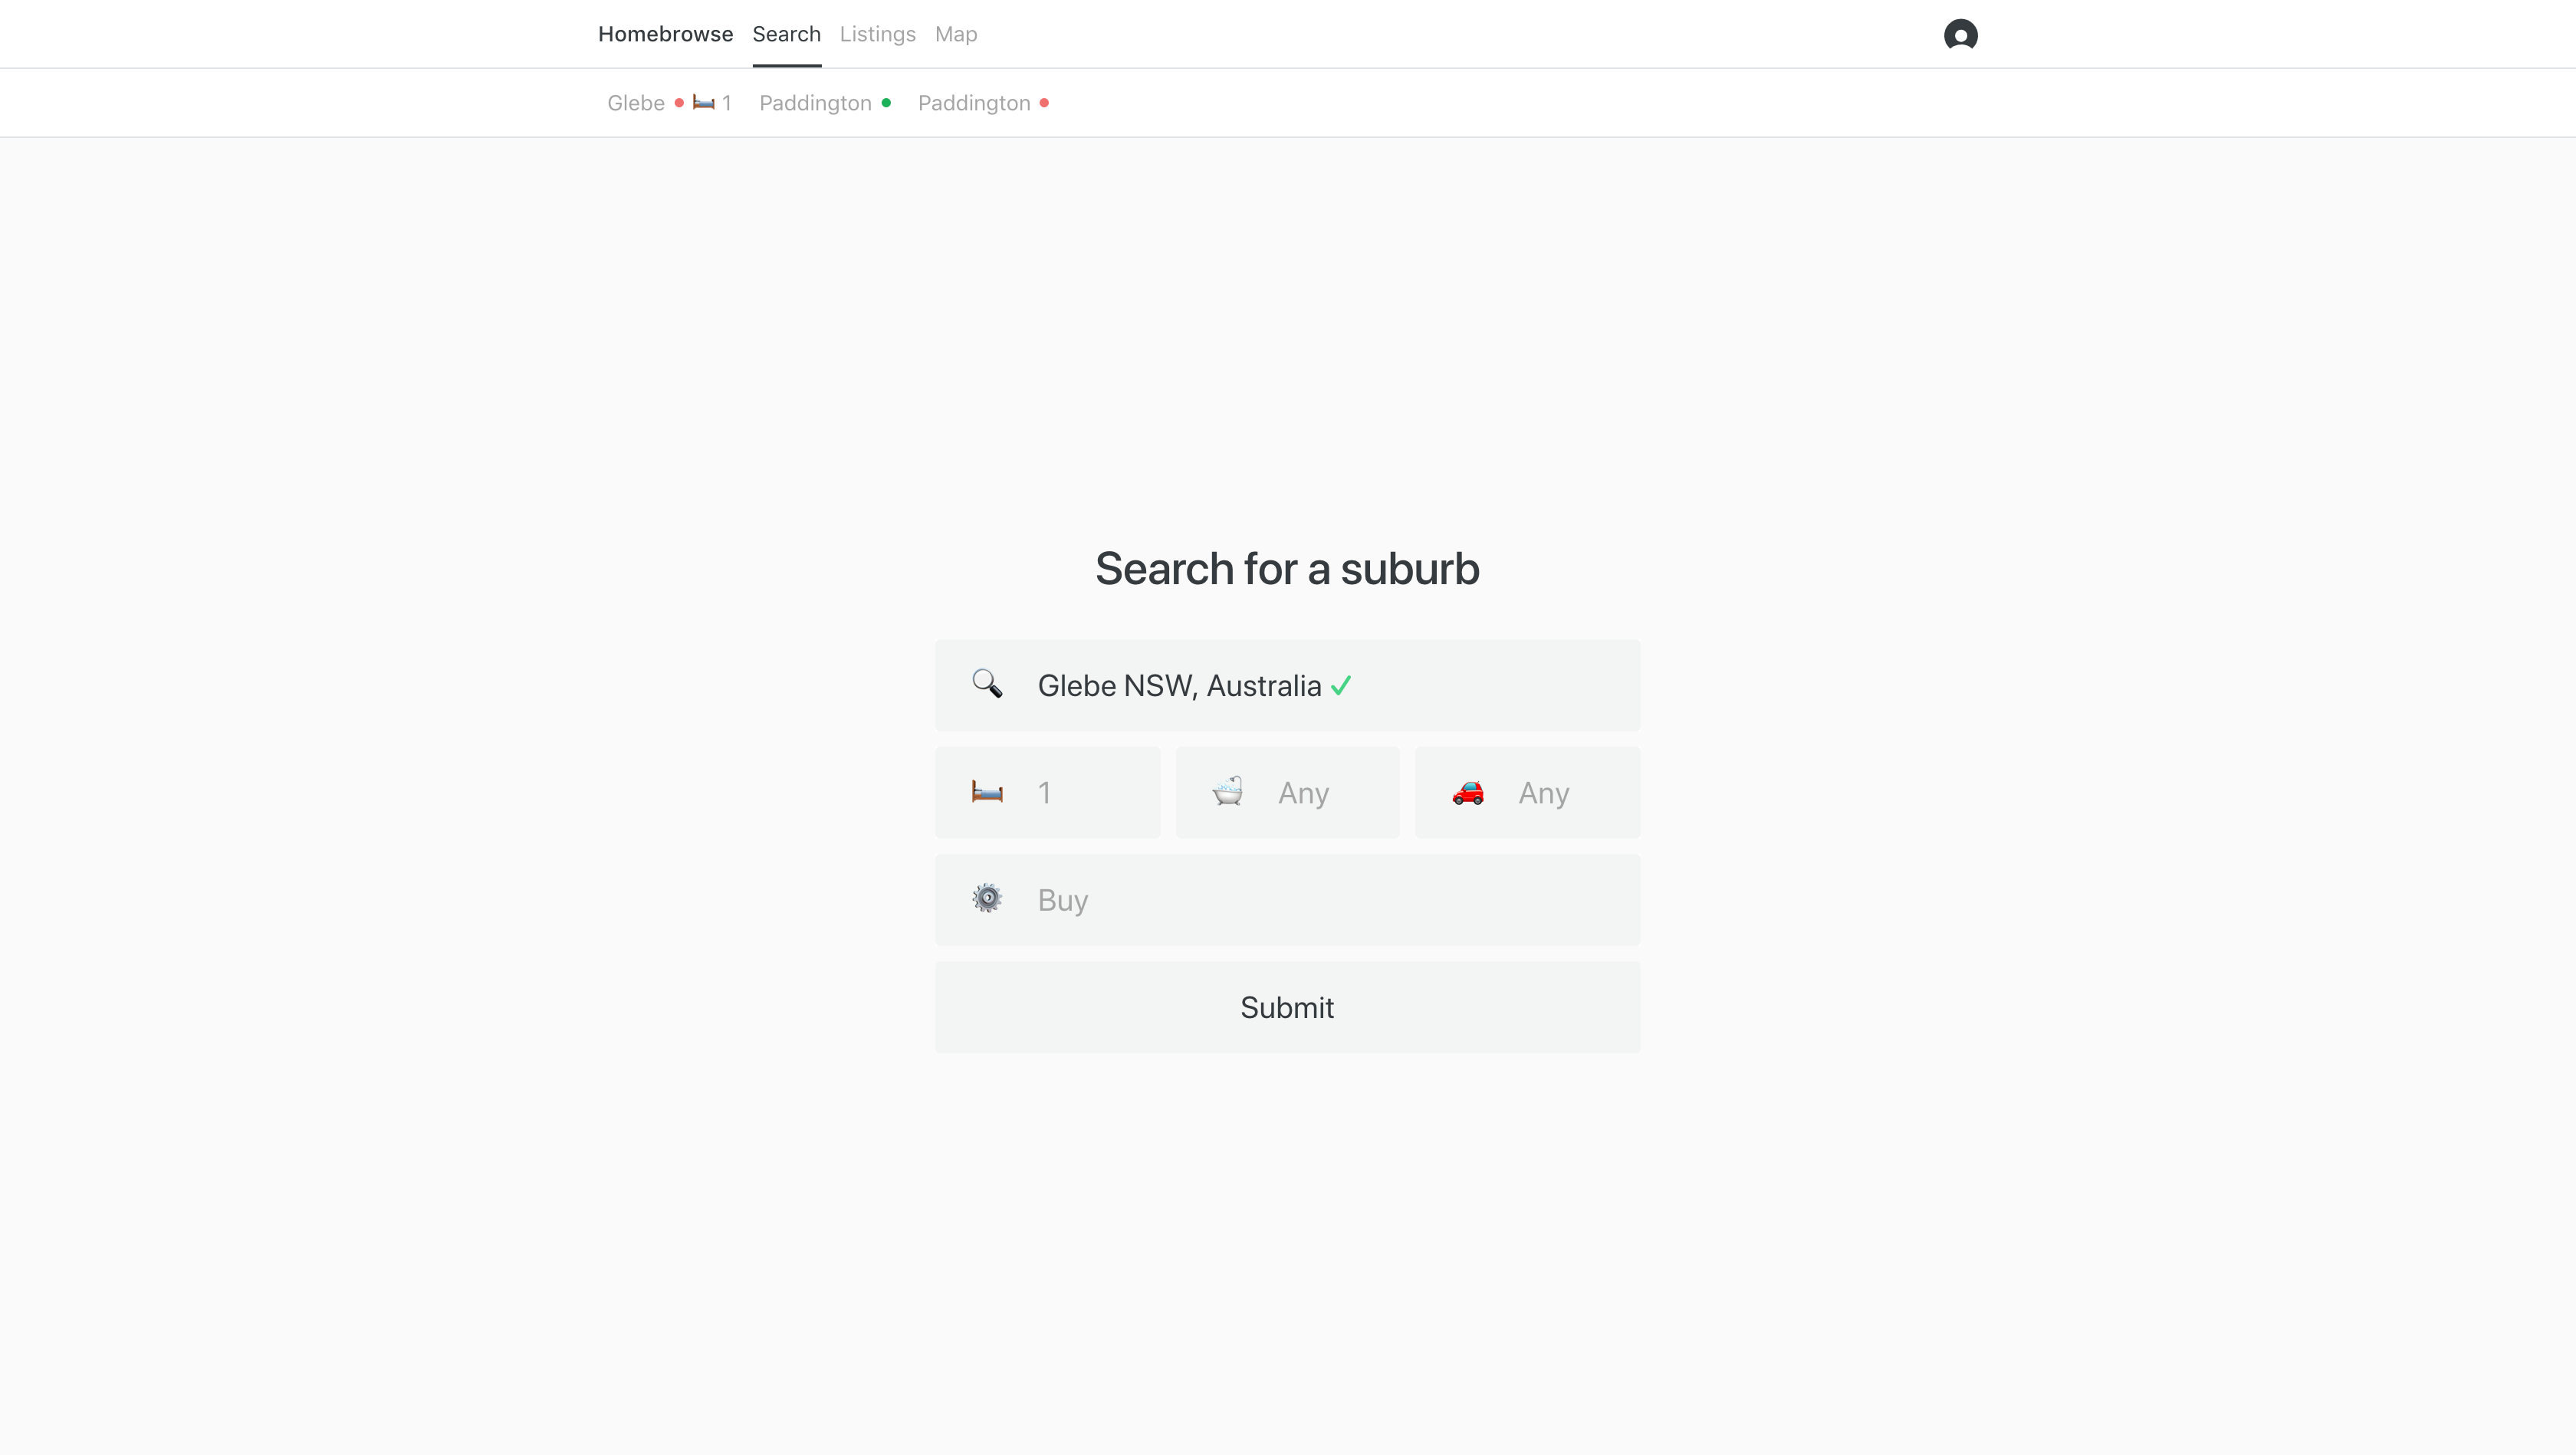 Homebrowse Search Listings Map
Glebe 1 Paddington Paddington
Search for a suburb
Glebe NSW, Australia
1 Any Any
Buy
Submit